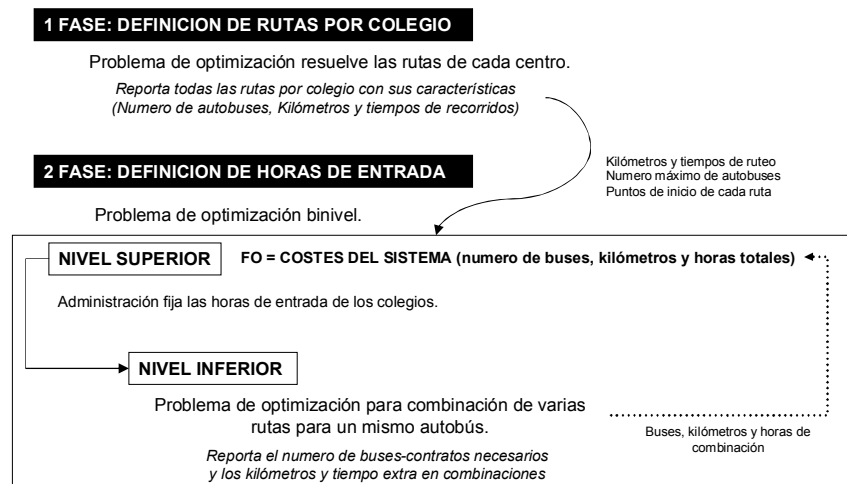 1 FASE: DEFINICION DE RUTAS POR COLEGIO
Problema de optimización resuelve las rutas de cada centro.
Reporta todas las rutas por colegio con sus características
(Numero de autobuses, Kilómetros y tiempos de recorridos)
Kilómetros y tiempos de ruteo
Numero máximo de autobuses
Puntos de inicio de cada ruta
2 FASE: DEFINICION DE HORAS DE ENTRADA
Problema de optimización binivel.
NIVEL SUPERIOR FO = COSTES DEL SISTEMA (numero de buses, kilómetros y horas totales)
Administración fija las horas de entrada de los colegios.
NIVEL INFERIOR
Problema de optimización para combinación de varias
rutas para un mismo autobús.
Reporta el numero de buses-contratos necesarios
y los kilómetros y tiempo extra en combinaciones
Buses, kilómetros y horas de
combinación